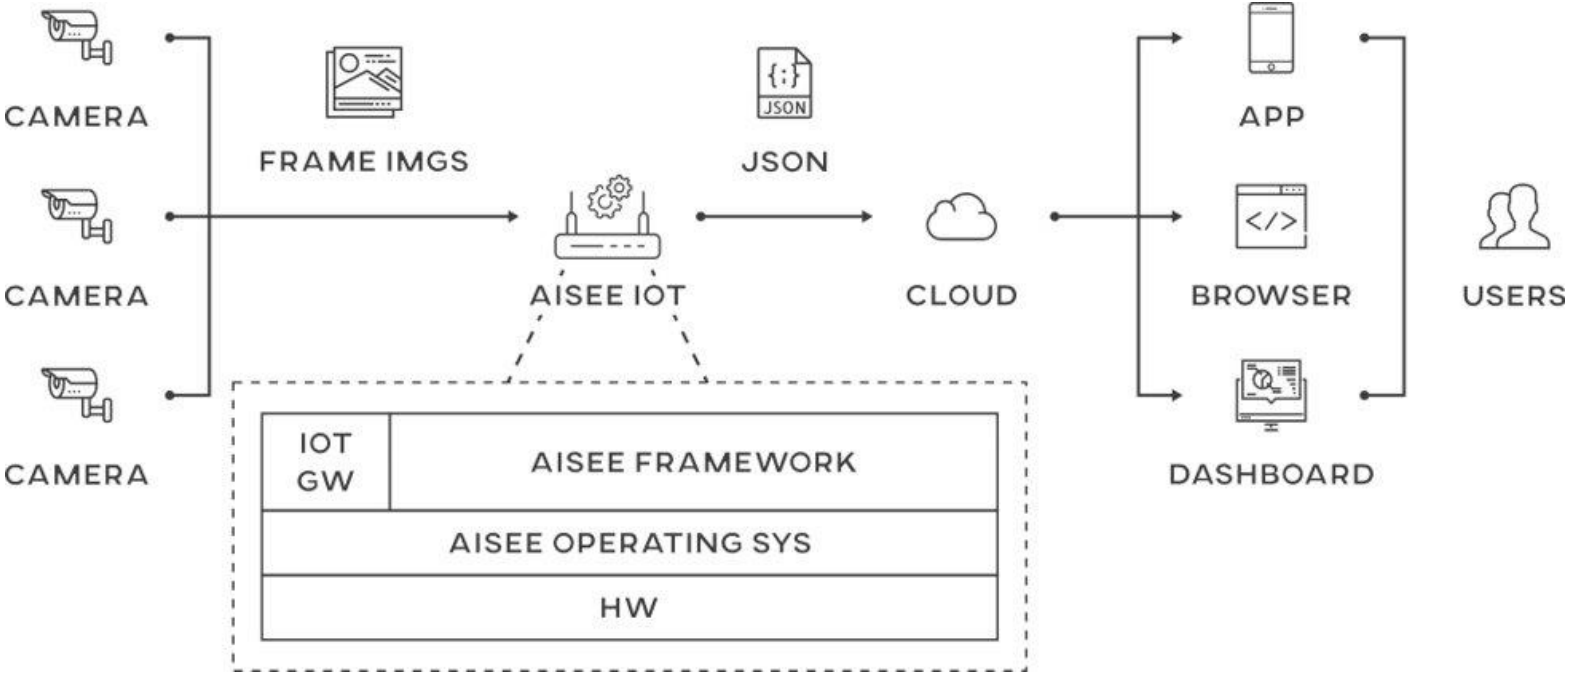 CAMERA
FRAME IMGS
{;}
JSON
JSON
APP
CAMERA
AISEE IOT
CLOUD
</>
BROWSER
USERS
CAMERA
DASHBOARD
IOT
GW
AISEE FRAMEWORK
AISEE OPERATING SYS
HW